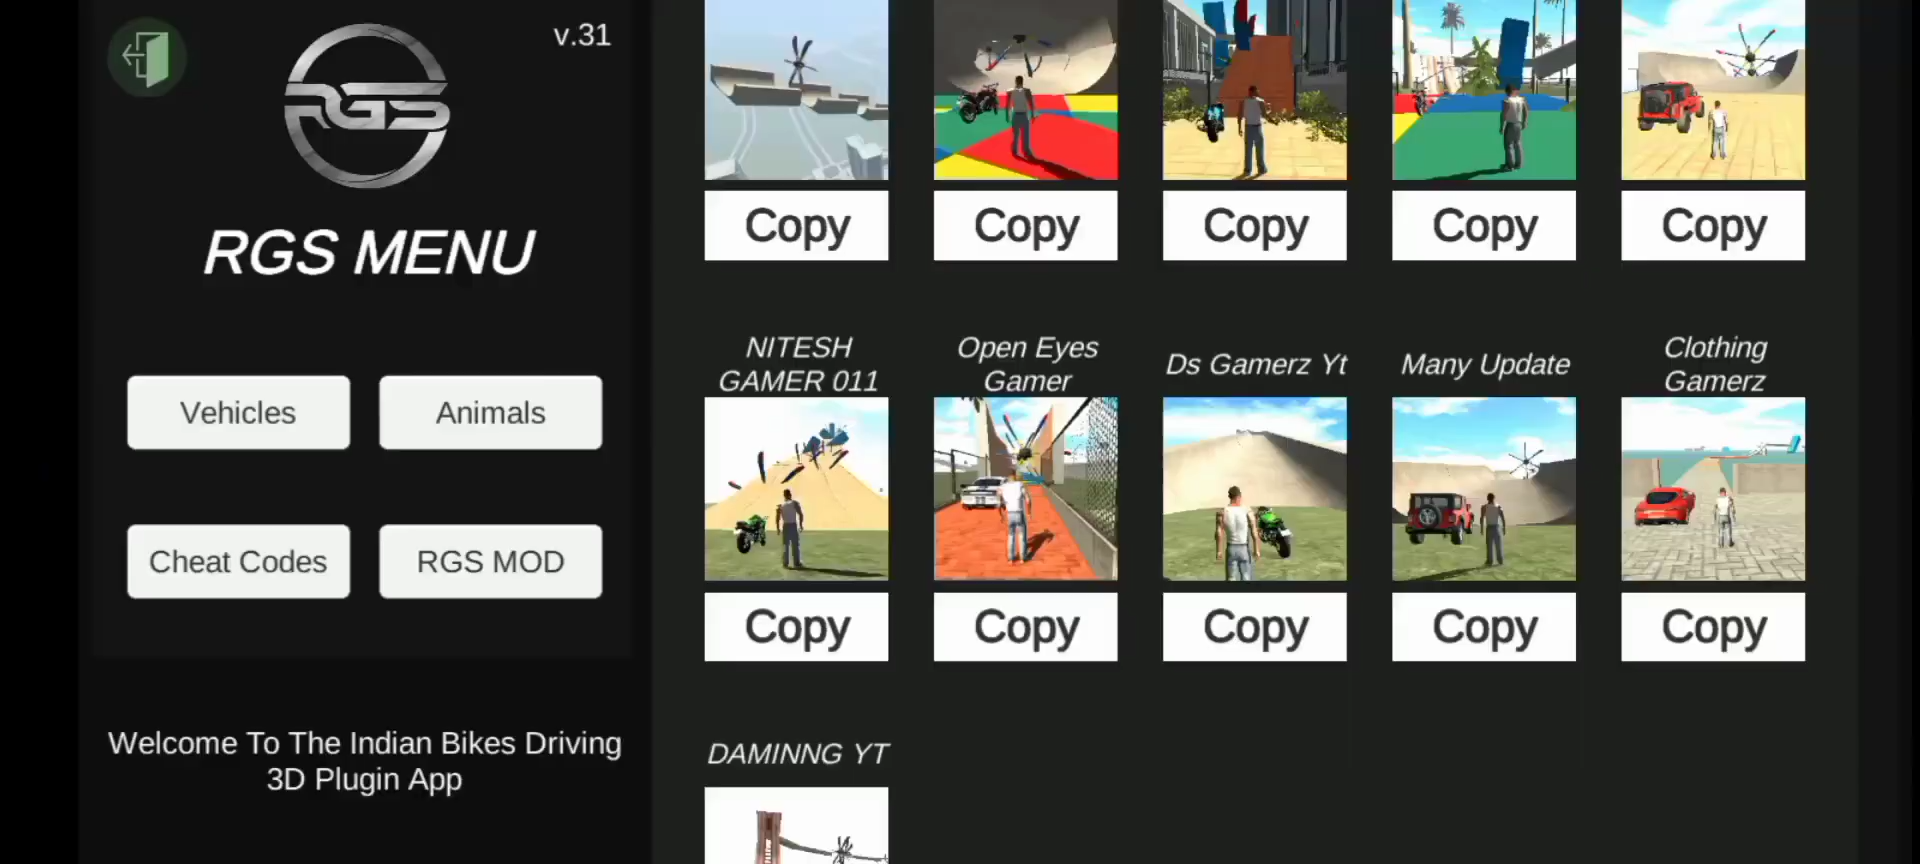 v.31
RGS
RGS MENU
Vehicles
Animals
Cheat Codes
RGS MOD
Welcome To The Indian Bikes Driving
3D Plugin App
Copy
Copy
Copy
Copy
Copy
NITESH
GAMER 011
Open Eyes
Gamer
Ds Gamerz Yt
Many Update
Clothing
Gamerz
Copy
Copy
Copy
Copy
Copy
DAMINNG YT